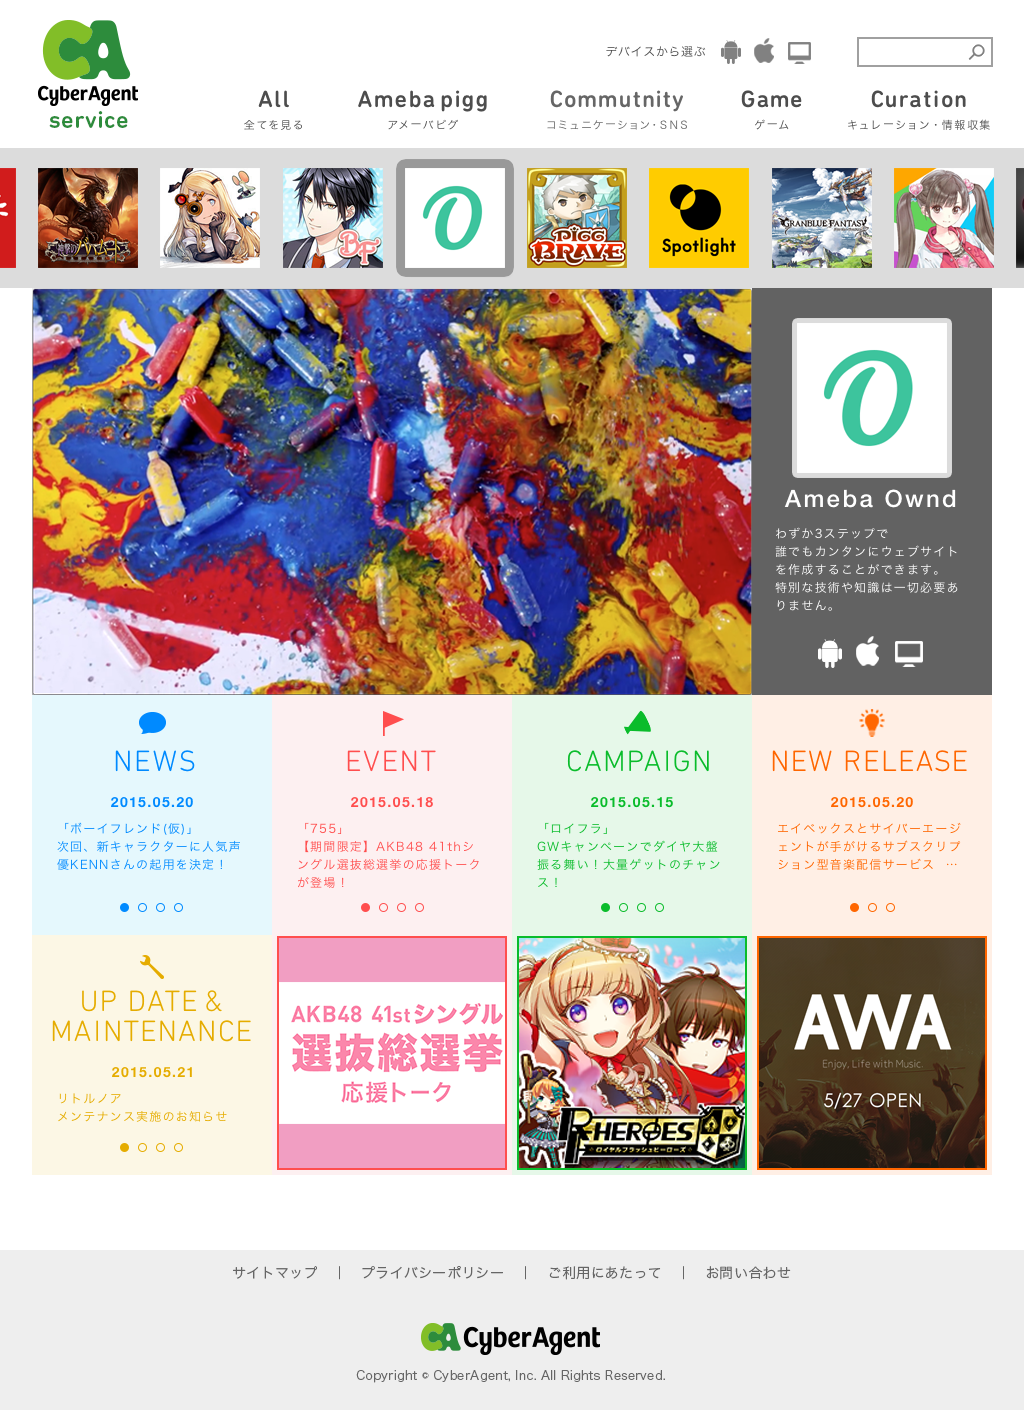 CyberAgent
service
デバイスから選ぶ
All
全てを見る
Ameba pigg
アメーバピグ
Commutnity
コミュニケーション・SNS
Game
ゲーム
Curation
キュレーション・情報収集
BF
PIGG
BRAVE
Spotlight
GRANBLUE FANTASY
Ameba Ownd
わずか3ステップで
誰でもカンタンにウェブサイト
を作成することができます。
特別な技術や知識は一切必要あ
りません。
NEWS
2015.05.20
「ボーイフレンド(仮)」
次回、新キャラクターに人気声
優KENNさんの起用を決定！
EVENT
2015.05.18
「755」
【期間限定】AKB48 41thシ
ングル選抜総選挙の応援トーク
が登場！
CAMPAIGN
2015.05.15
「ロイフラ」
GWキャンペーンでダイヤ大盤
振る舞い！大量ゲットのチャン
ス！
NEW RELEASE
2015.05.20
エイベックスとサイバーエージ
ェントが手がけるサブスクリプ
ション型音楽配信サービス …
UP DATE &
MAINTENANCE
2015.05.21
リトルノア
メンテナンス実施のお知らせ
AKB48 41stシングル
選抜総選挙
応援トーク
HEROES
☆ロイヤルフラッシュヒーローズ☆
AWA
Enjoy, Life with Music.
5/27 OPEN
サイトマップ | プライバシーポリシー | ご利用にあたって | お問い合わせ
CyberAgent
Copyright © CyberAgent, Inc. All Rights Reserved.